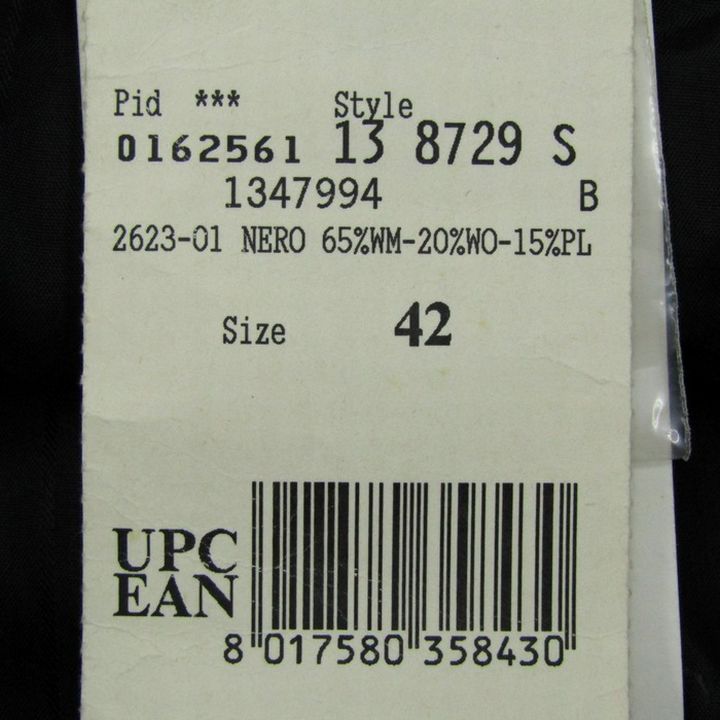 Pid *** Style
0162561 13 8729 S
1347994 B
2623-01 NERO 65%WM-20%WO-15%PL
Size 42
UPC
EAN
8 017580 358430